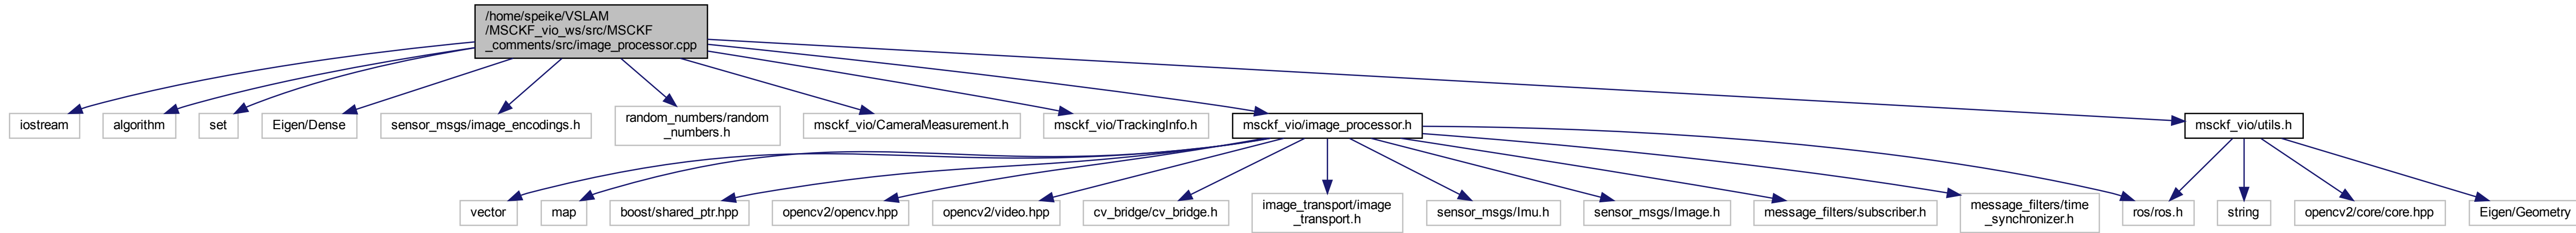 /home/speike/VSLAM
/MSCKF_vio_ws/src/MSCKF
_comments/src/image_processor.cpp
iostream
algorithm
set
Eigen/Dense
sensor_msgs/image_encodings.h
random_numbers/random
_numbers.h
msckf_vio/CameraMeasurement.h
msckf_vio/TrackingInfo.h
msckf_vio/image_processor.h
msckf_vio/utils.h
vector
map
boost/shared_ptr.hpp
opencv2/opencv.hpp
opencv2/video.hpp
cv_bridge/cv_bridge.h
image_transport/image
_transport.h
sensor_msgs/Imu.h
sensor_msgs/Image.h
message_filters/subscriber.h
message_filters/time
_synchronizer.h
ros/ros.h
string
opencv2/core/core.hpp
Eigen/Geometry